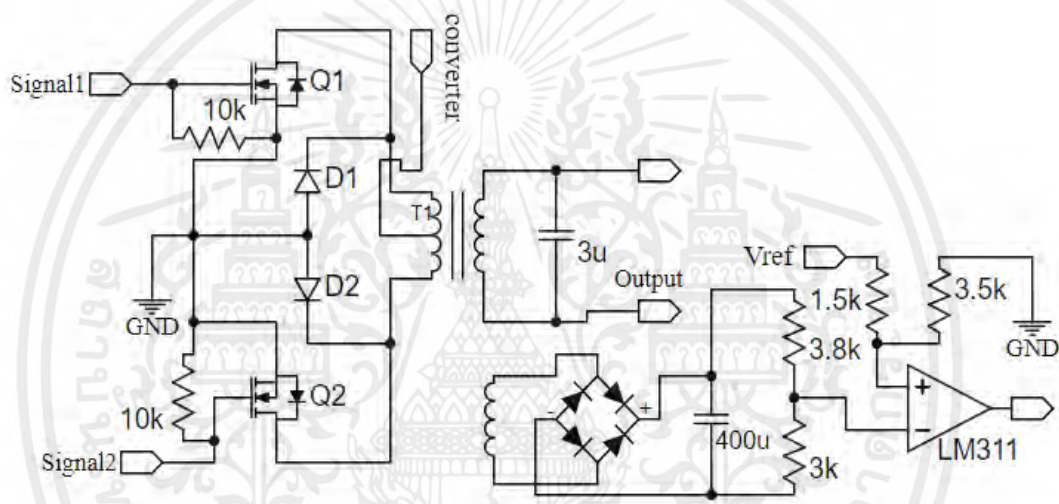 converter
Signal1
Q1
10k
D1
T1
3u
Vref
GND
D2
Output
1.5k
3.5k
3.8k
GND
Q2
10k
-
+
+
-
400u
3k
LM311
Signal2